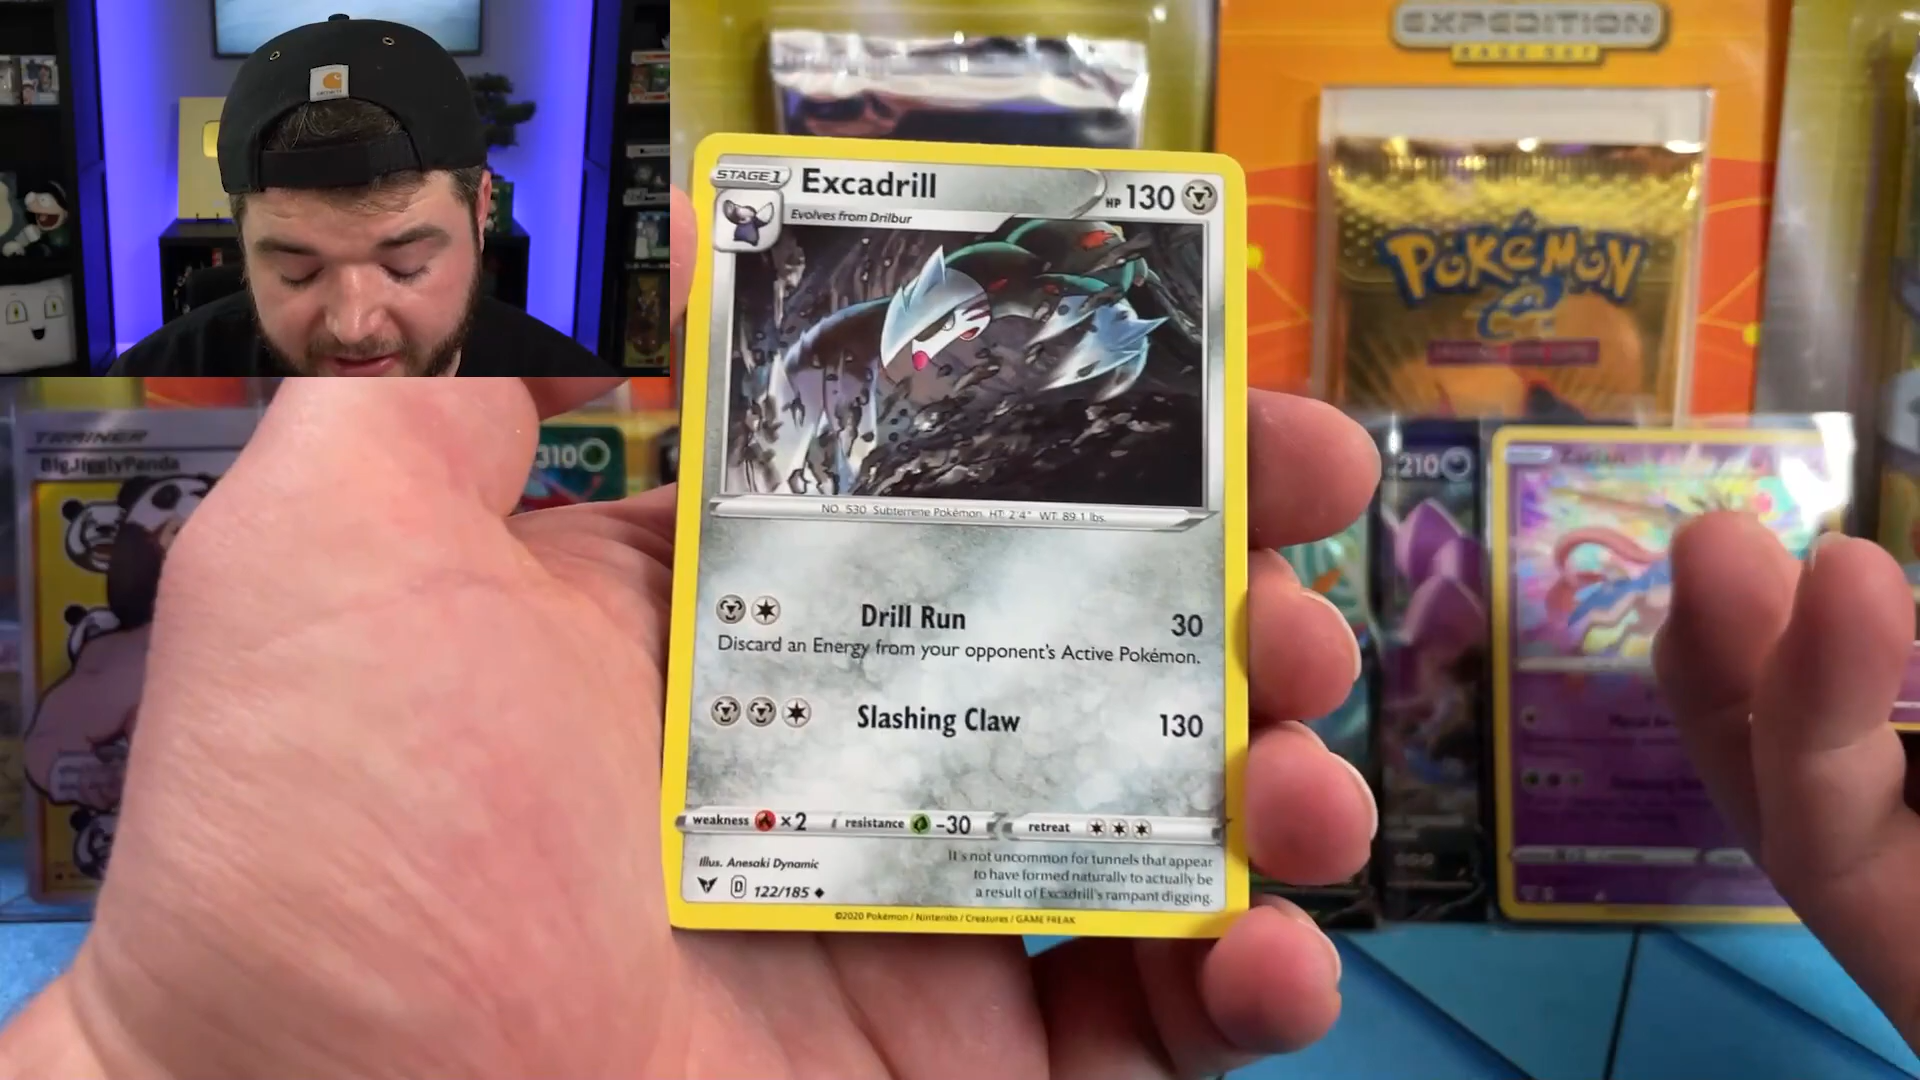 EXPEDITION
BASE SET
STAGE1
Excadrill
HP 130
Evolves from Drilbur
POKéMON
e
TRAINER
BigJigglyPanda
310
210
NO. 530 Subterrene Pokémon. HT: 2'4" WT: 89.1 lbs.
Drill Run 30
Discard an Energy from your opponent's Active Pokémon.
Slashing Claw 130
weakness ×2 resistance -30 retreat
Illus. Anesaki Dynamic
D 122/185
It's not uncommon for tunnels that appear
to have formed naturally to actually be
a result of Excadrill's rampant digging.
©2020 Pokémon / Nintendo / Creatures / GAME FREAK